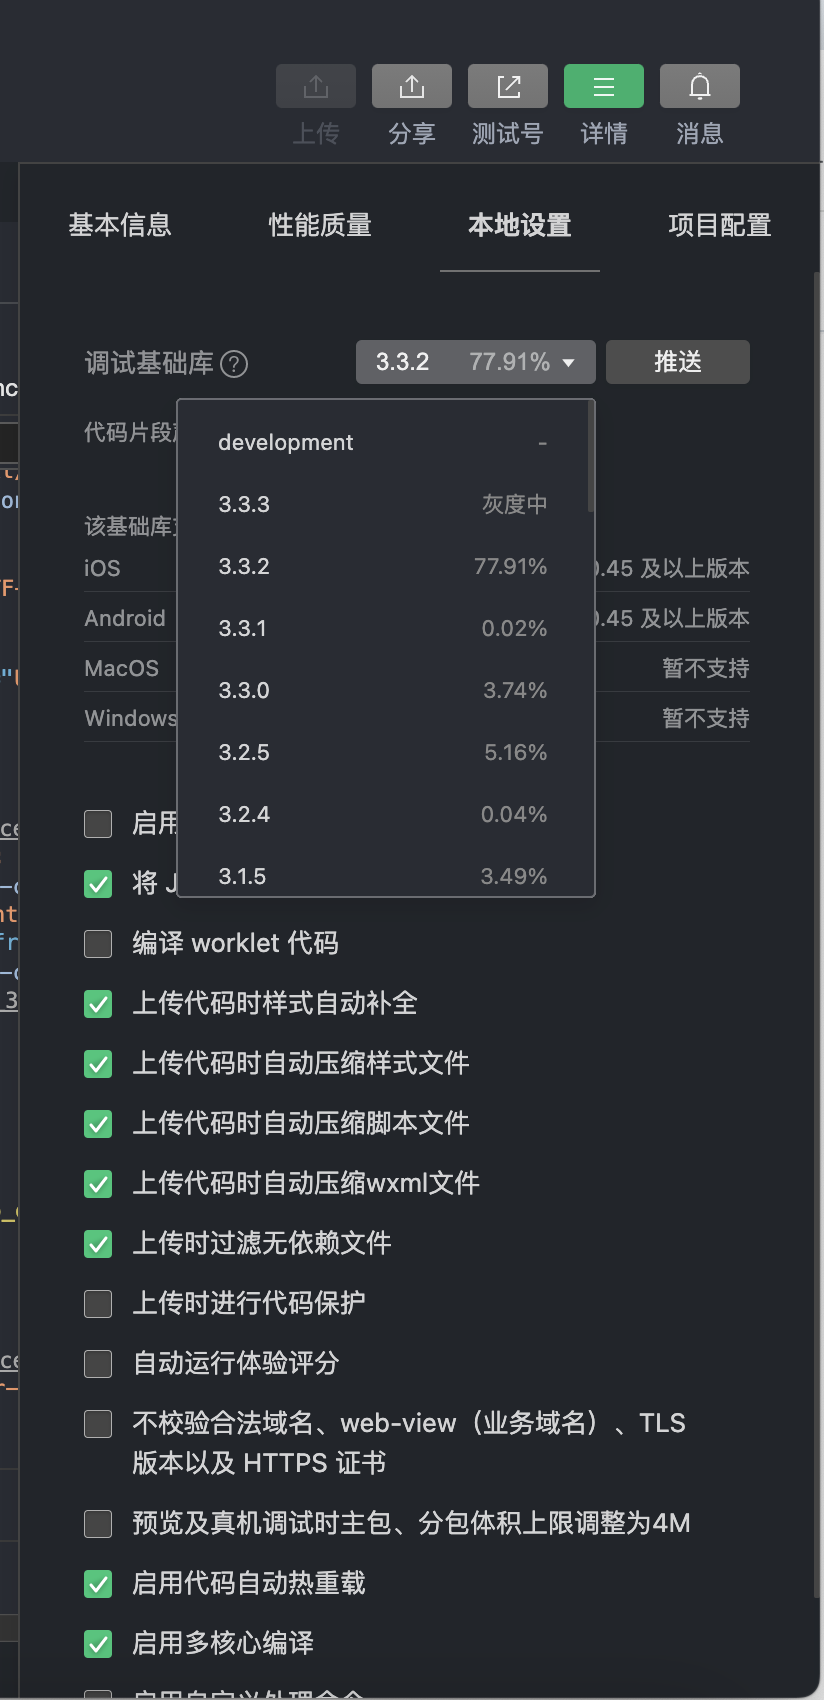 上传 分享 测试号 详情 消息
基本信息 性能质量 本地设置 项目配置
调试基础库 ? 3.3.2 77.91% 推送
代码片段
development -
3.3.3 灰度中
该基础库
3.3.2 77.91%
iOS .45 及以上版本
Android 3.3.1 0.02% .45 及以上版本
MacOS 3.3.0 3.74% 暂不支持
Windows 暂不支持
3.2.5 5.16%
3.2.4 0.04%
启用
3.1.5 3.49%
将 J
编译 worklet 代码
上传代码时样式自动补全
上传代码时自动压缩样式文件
上传代码时自动压缩脚本文件
上传代码时自动压缩wxml文件
上传时过滤无依赖文件
上传时进行代码保护
自动运行体验评分
不校验合法域名、web-view（业务域名）、TLS
版本以及 HTTPS 证书
预览及真机调试时主包、分包体积上限调整为4M
启用代码自动热重载
启用多核心编译